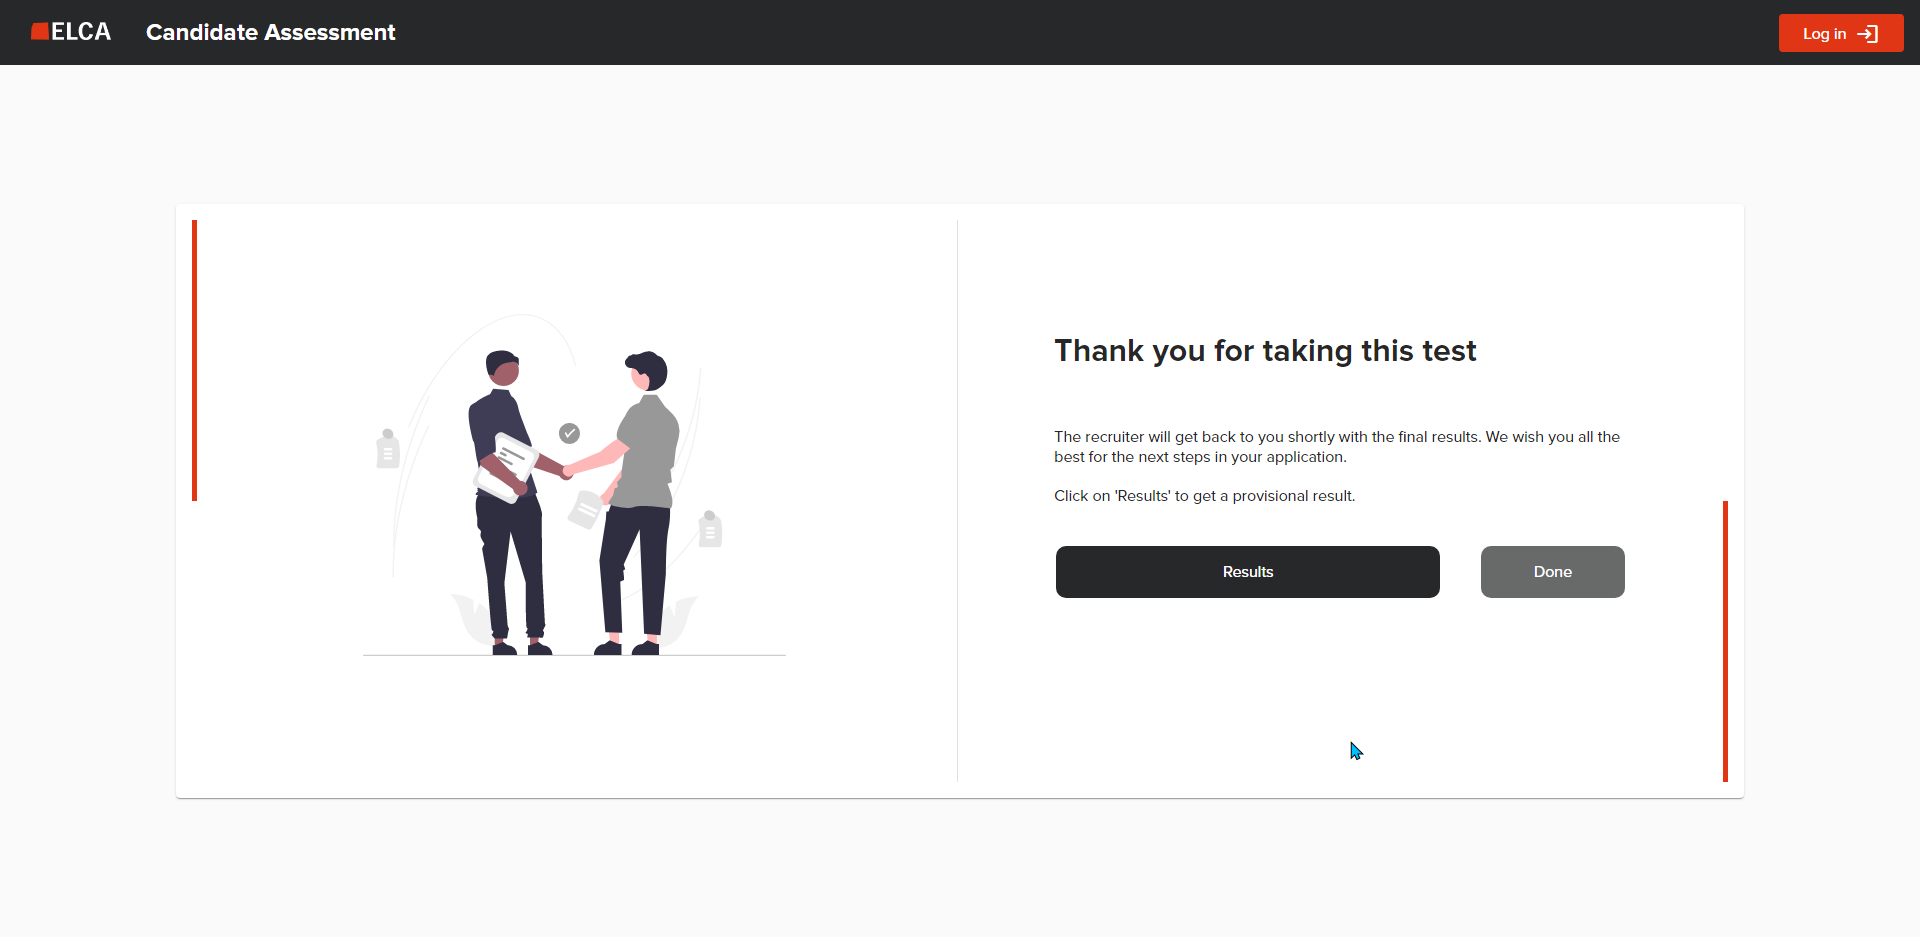 ELCA
Candidate Assessment
Log in
Thank you for taking this test
The recruiter will get back to you shortly with the final results. We wish you all the
best for the next steps in your application.
Click on 'Results' to get a provisional result.
Results
Done